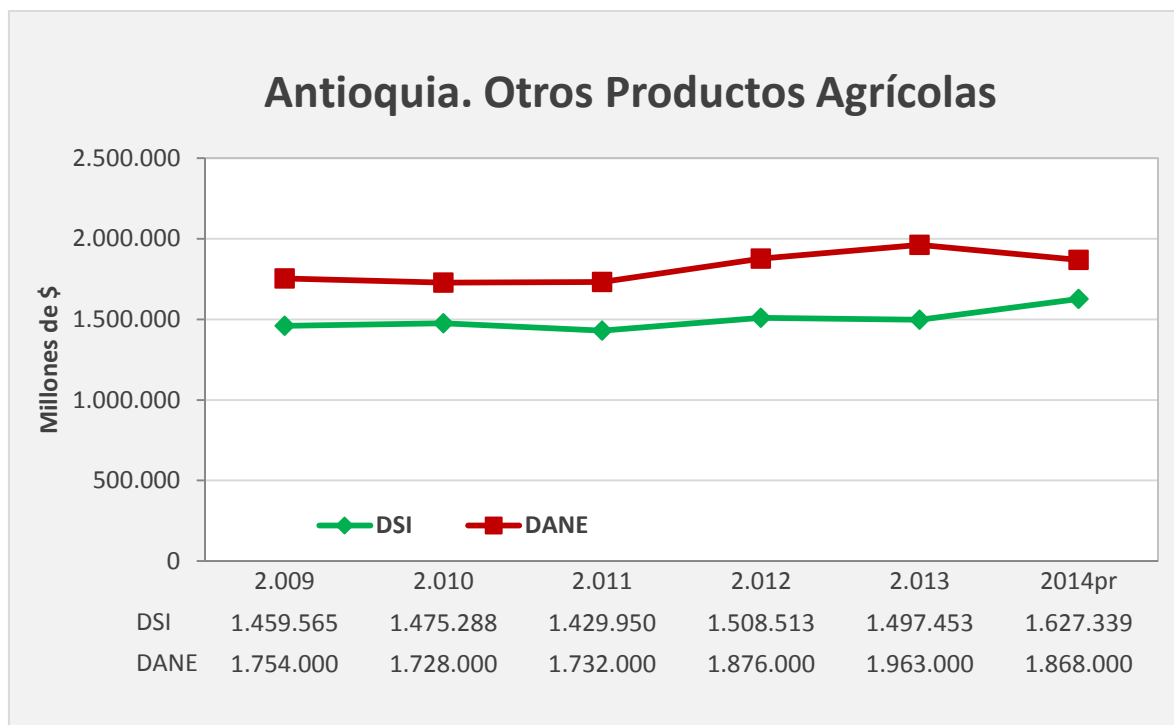 Antioquia. Otros Productos Agrícolas
Millones de $
2.500.000
2.000.000
1.500.000
1.000.000
500.000
0
DSI DANE
2.009 2.010 2.011 2.012 2.013 2014pr
DSI 1.459.565 1.475.288 1.429.950 1.508.513 1.497.453 1.627.339
DANE 1.754.000 1.728.000 1.732.000 1.876.000 1.963.000 1.868.000